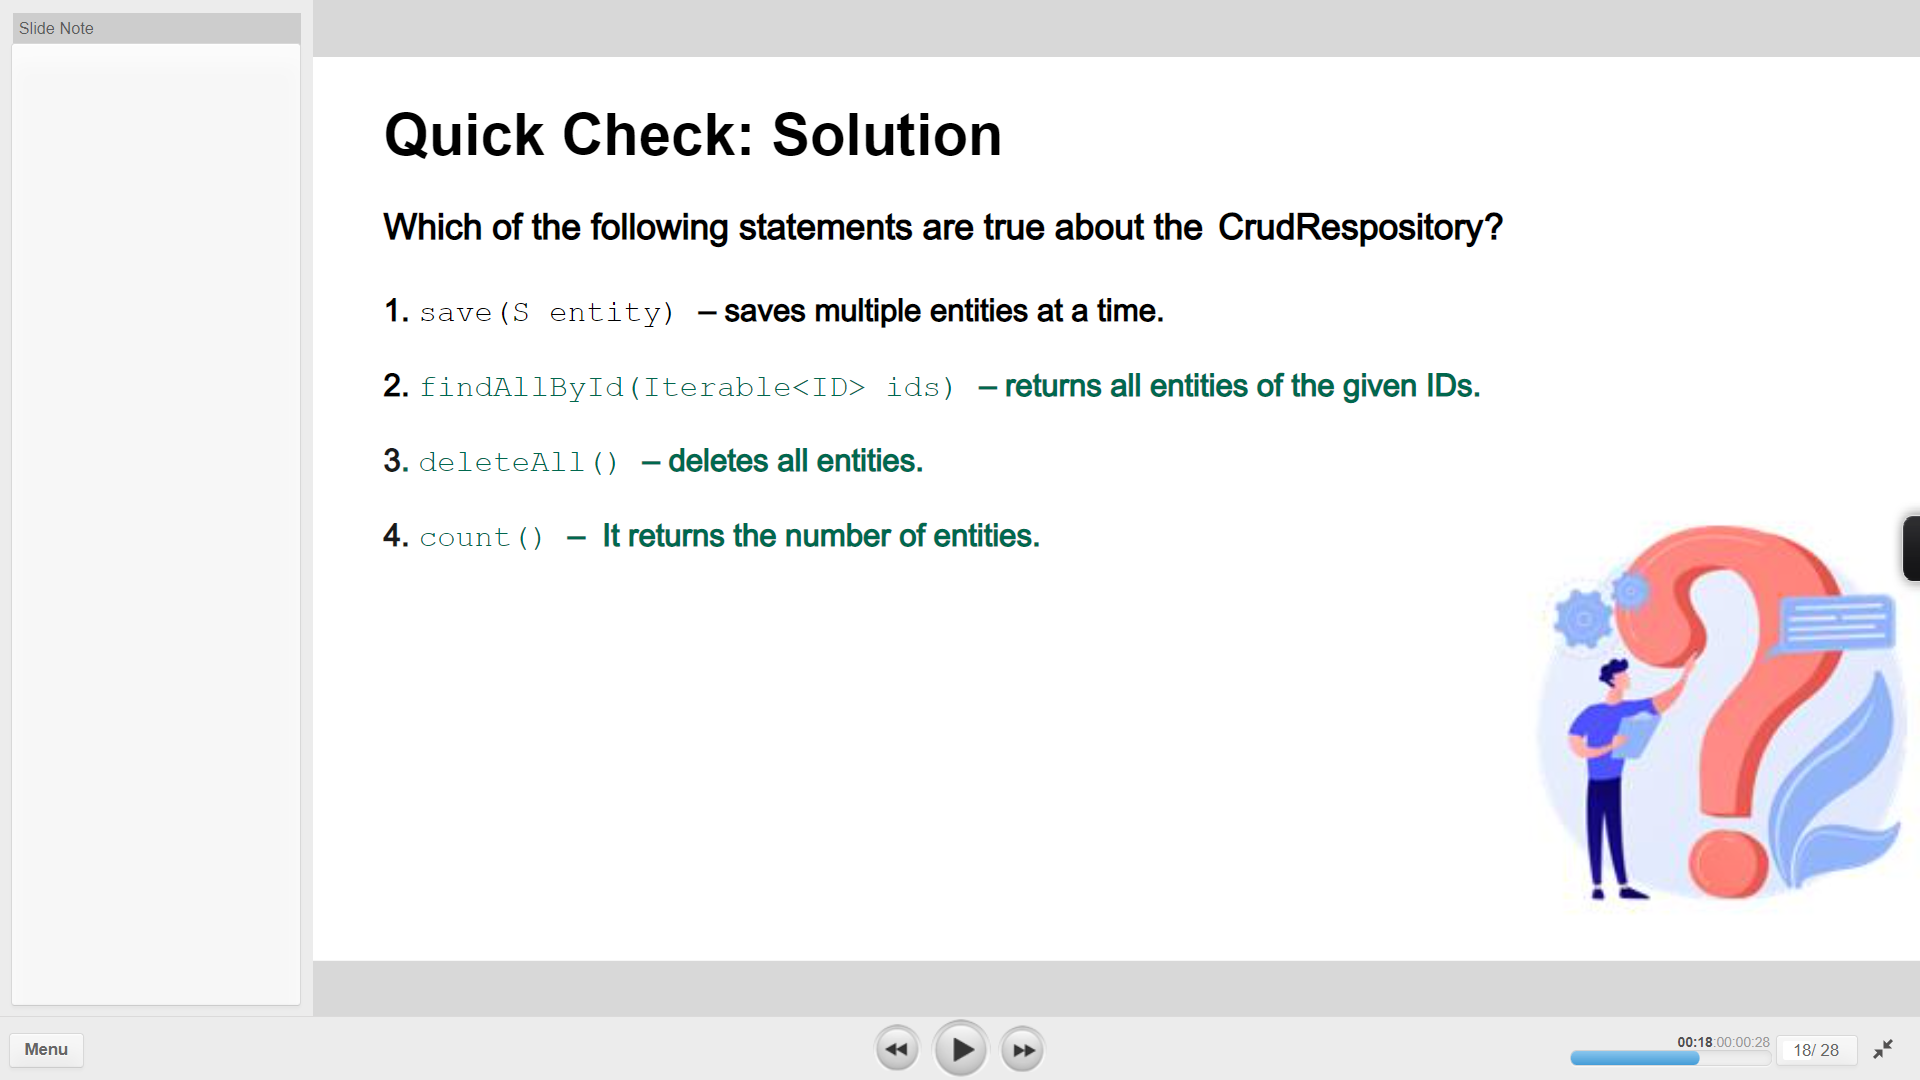 Slide Note
Quick Check: Solution
Which of the following statements are true about the CrudRespository?
1. save(S entity) – saves multiple entities at a time.
2. findAllById(Iterable<ID> ids) – returns all entities of the given IDs.
3. deleteAll() – deletes all entities.
4. count() – It returns the number of entities.
Menu
00:18:00:00:28
18/ 28